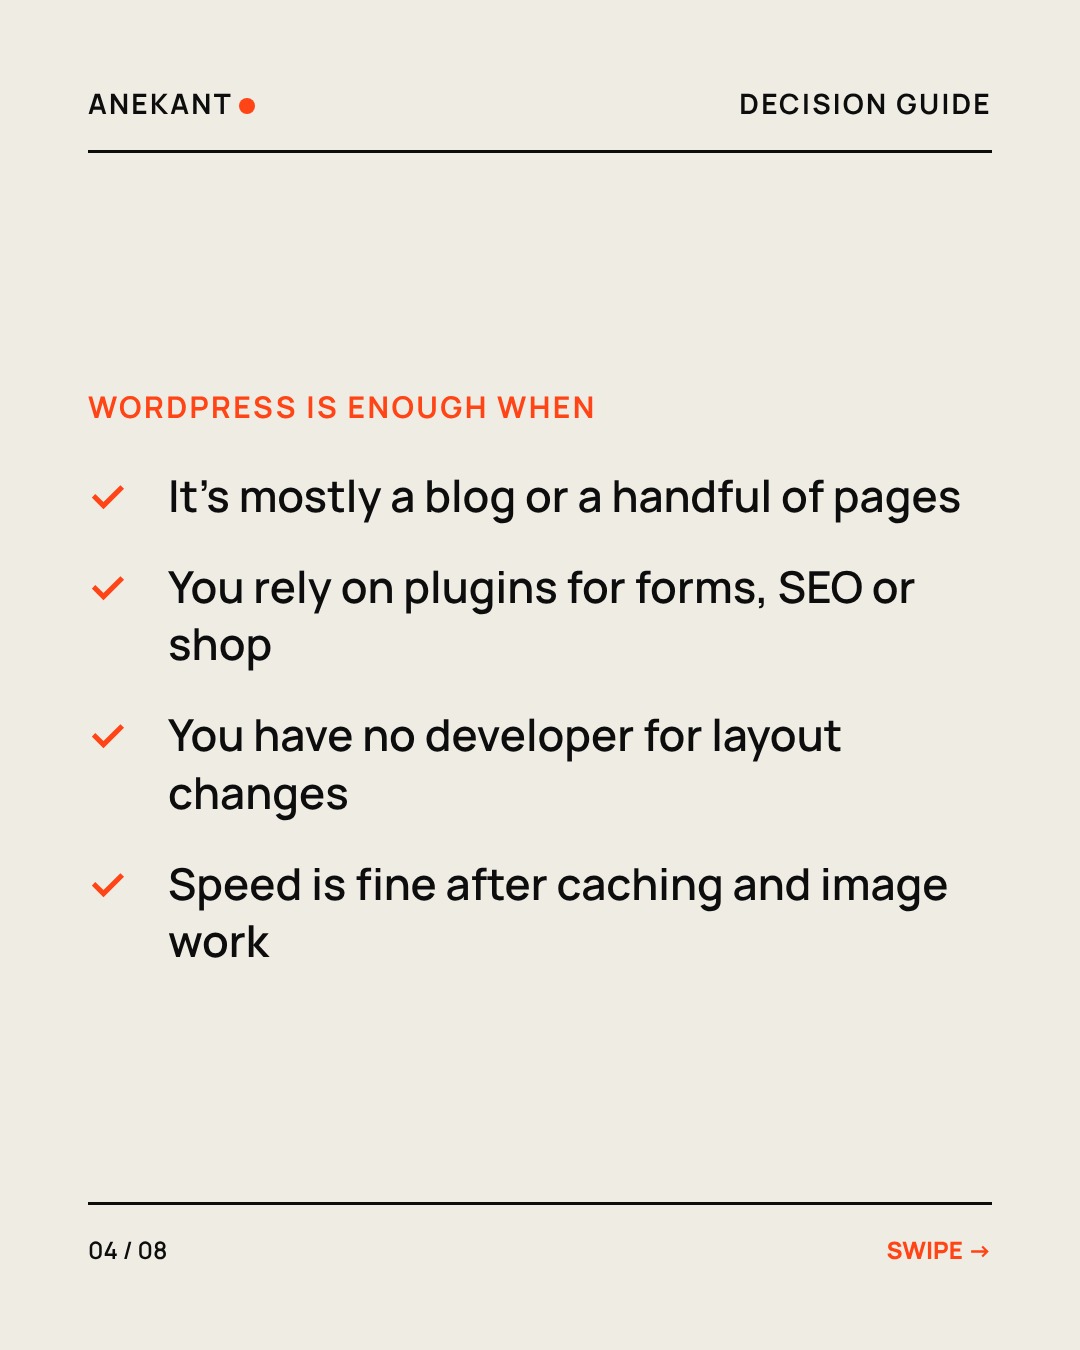 ANEKANT
DECISION GUIDE
WORDPRESS IS ENOUGH WHEN
It’s mostly a blog or a handful of pages
You rely on plugins for forms, SEO or
shop
You have no developer for layout
changes
Speed is fine after caching and image
work
04 / 08
SWIPE →